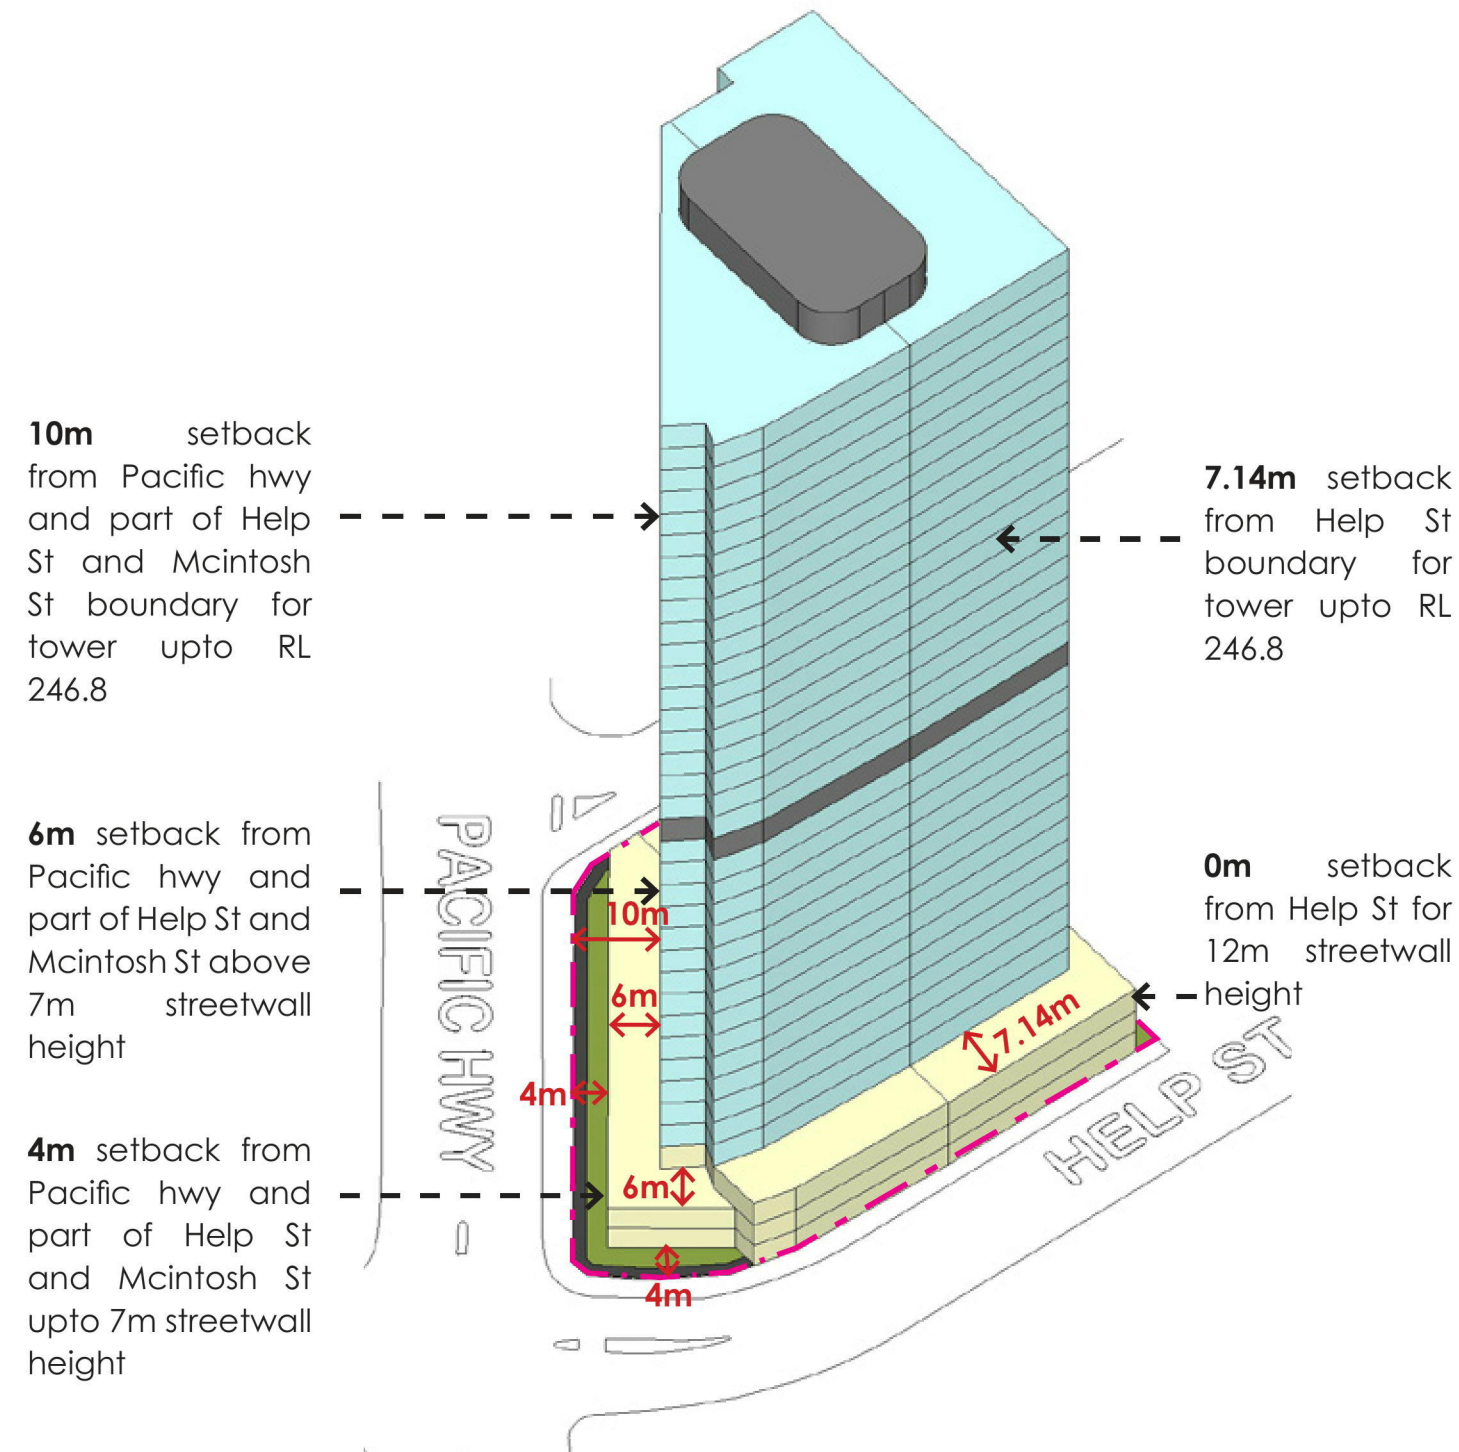 10m setback
from Pacific hwy
and part of Help
St and Mcintosh
St boundary for
tower upto RL
246.8
7.14m setback
from Help St
boundary for
tower upto RL
246.8
6m setback from
Pacific hwy and
part of Help St and
Mcintosh St above
7m streetwall
height
0m setback
from Help St for
12m streetwall
height
4m setback from
Pacific hwy and
part of Help St
and Mcintosh St
upto 7m streetwall
height
PACIFIC HWY
10m
6m
4m
6m
4m
7.14m
HELP ST